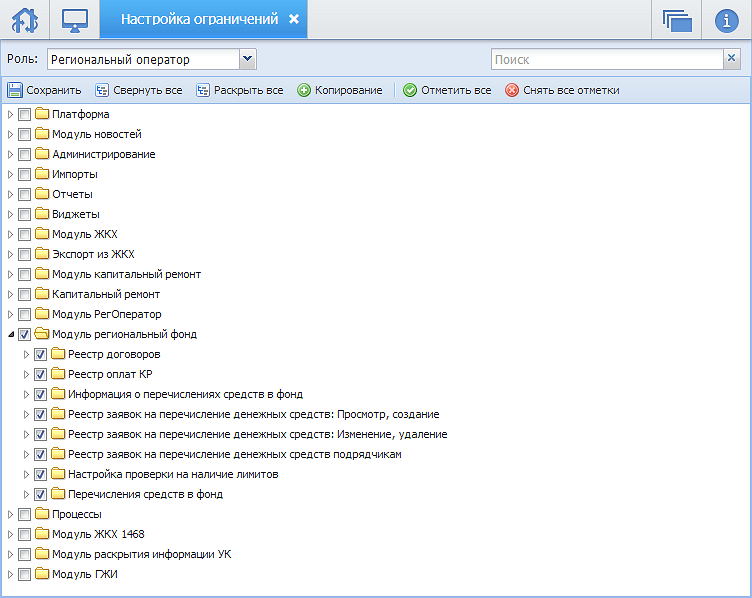 Настройка ограничений
Роль: Региональный оператор Поиск
Сохранить Свернуть все Раскрыть все Копирование Отметить все Снять все отметки
Платформа
Модуль новостей
Администрирование
Импорты
Отчеты
Виджеты
Модуль ЖКХ
Экспорт из ЖКХ
Модуль капитальный ремонт
Капитальный ремонт
Модуль РегОператор
Модуль региональный фонд
Реестр договоров
Реестр оплат КР
Информация о перечислениях средств в фонд
Реестр заявок на перечисление денежных средств: Просмотр, создание
Реестр заявок на перечисление денежных средств: Изменение, удаление
Реестр заявок на перечисление денежных средств подрядчикам
Настройка проверки на наличие лимитов
Перечисления средств в фонд
Процессы
Модуль ЖКХ 1468
Модуль раскрытия информации УК
Модуль ГЖИ